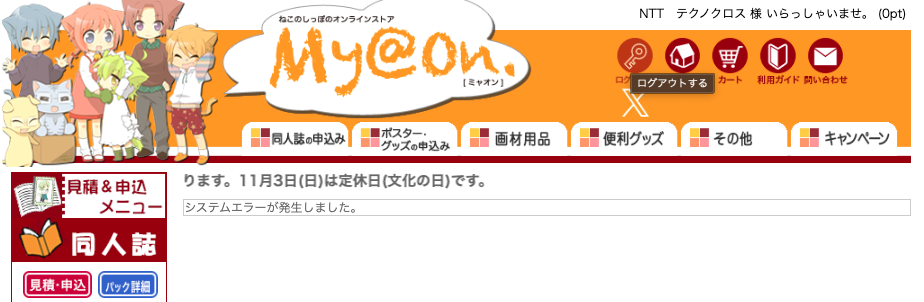 NTT　テクノクロス 様 いらっしゃいませ。 (0pt)
ねこのしっぽのオンラインストア
My@On.
[ミャオン]
カート
利用ガイド
問い合わせ
ログアウトする
同人誌の申込み
ポスター・
グッズの申込み
画材用品
便利グッズ
その他
キャンペーン
見積&申込
メニュー
ります。11月3日(日)は定休日(文化の日)です。
システムエラーが発生しました。
同人誌
見積・申込
パック詳細